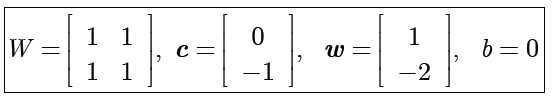 W = [ 1 1 ; 1 1 ], c = [ 0 ; −1 ], w = [ 1 ; −2 ], b = 0